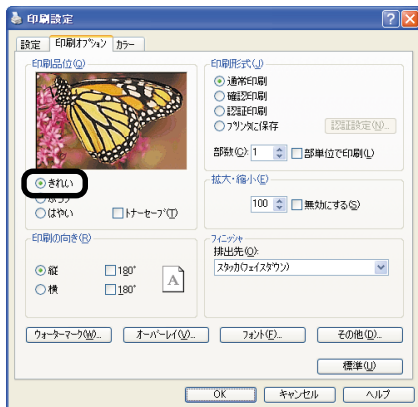 印刷設定
設定 印刷オプション カラー
印刷品位(O)
きれい
はやい トナーセーブ(T)
印刷の向き(R)
縦 180°
横 180°
A
印刷形式(J)
通常印刷
確認印刷
認証印刷
プリンタに保存 認証設定(N)...
部数(C): 1 部単位で印刷(L)
拡大・縮小(E)
100 無効にする(S)
フィニッシャ
排出先(O):
スタッカ(フェイスダウン)
ウォーターマーク(W)... オーバーレイ(V)... フォント(F)... その他(D)...
標準(U)
OK キャンセル ヘルプ